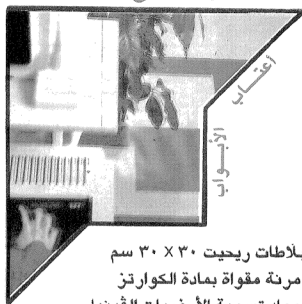 أعتاب
الأبواب
بلاطات ريحيت ٣٠ X ٣٠ سم
مرنة مقواة بمادة الكوارتز